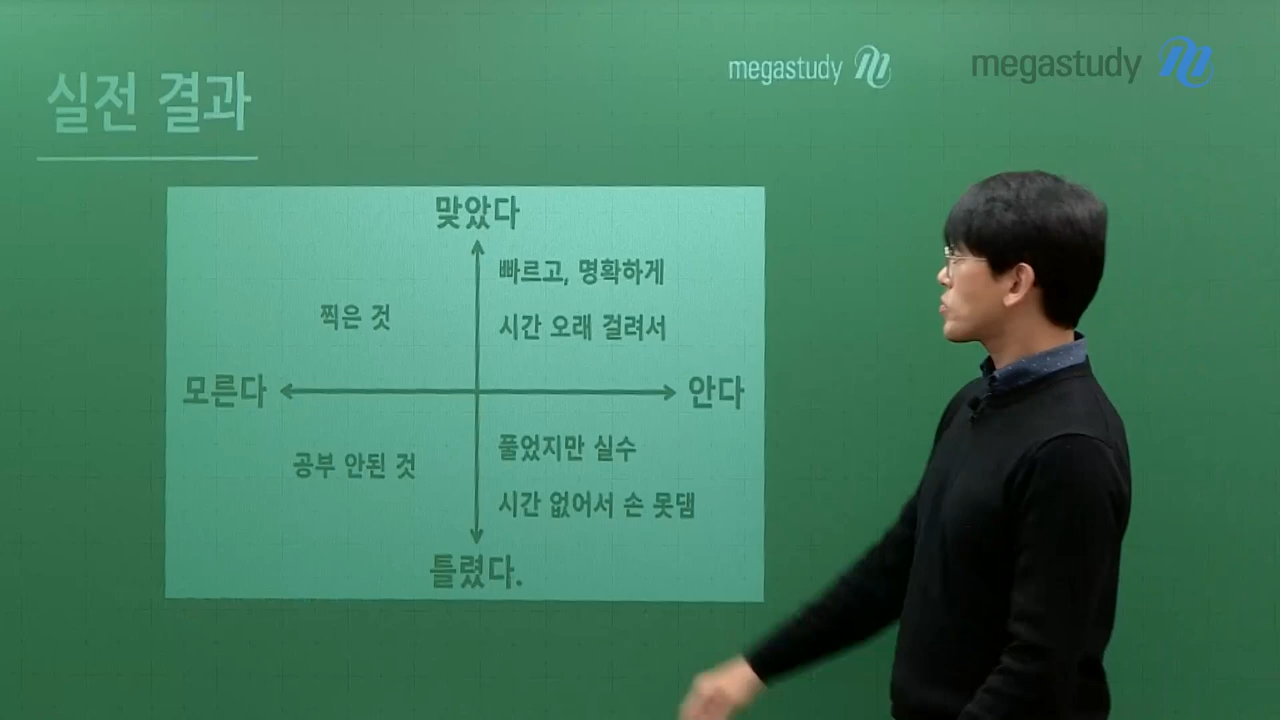 실전 결과
megastudy
megastudy
맞았다
빠르고, 명확하게
찍은 것
시간 오래 걸려서
모른다
안다
풀었지만 실수
공부 안된 것
시간 없어서 손 못댐
틀렸다.